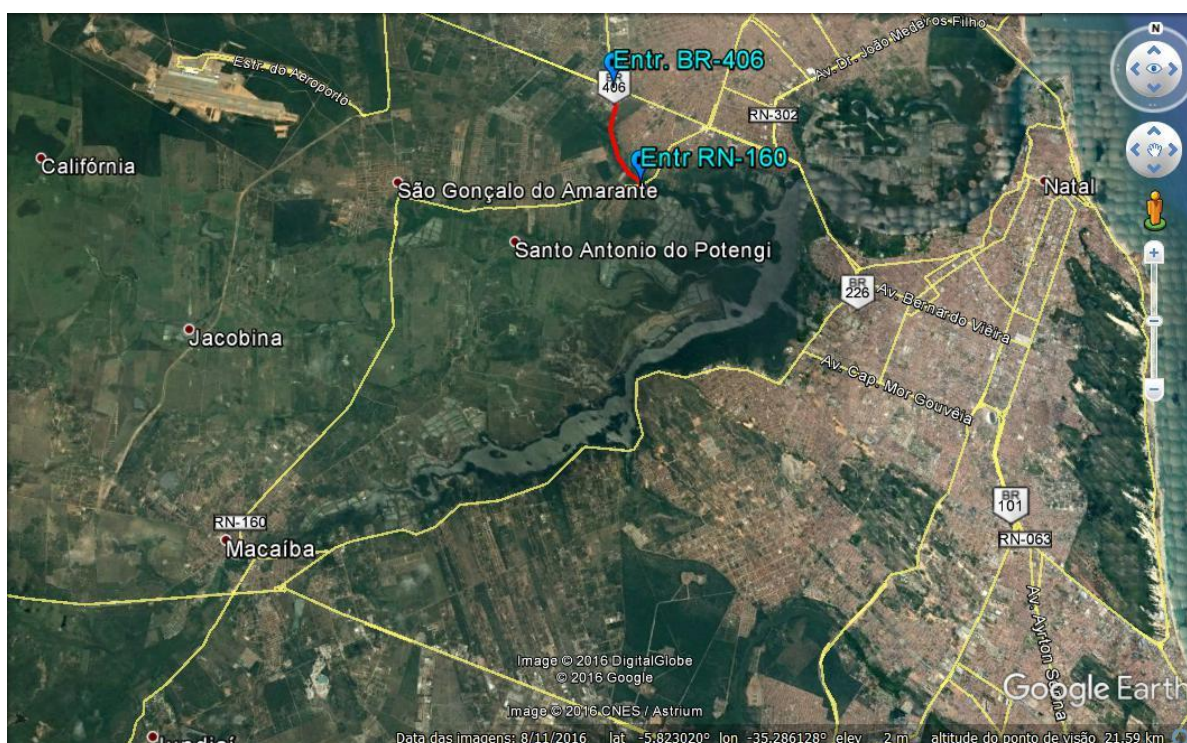 N
Av. Dr. João Medeiros Filho
Entr. BR-406
Estr. do Aeroporto
BR
406
RN-302
Entr RN-160
Califórnia
São Gonçalo do Amarante
Natal
Santo Antonio do Potengi
BR
226
Av. Bernardo Vieira
Jacobina
Av. Cap. Mor Gouvêia
BR
101
RN-160
RN-063
Macaíba
Av. Ayrton Senna
Image © 2016 DigitalGlobe
© 2016 Google
Image © 2016 CNES / Astrium
Google Earth
Data das imagens: 8/11/2016 lat -5.823020° lon -35.286128° elev 2 m altitude do ponto de visão 21.59 km